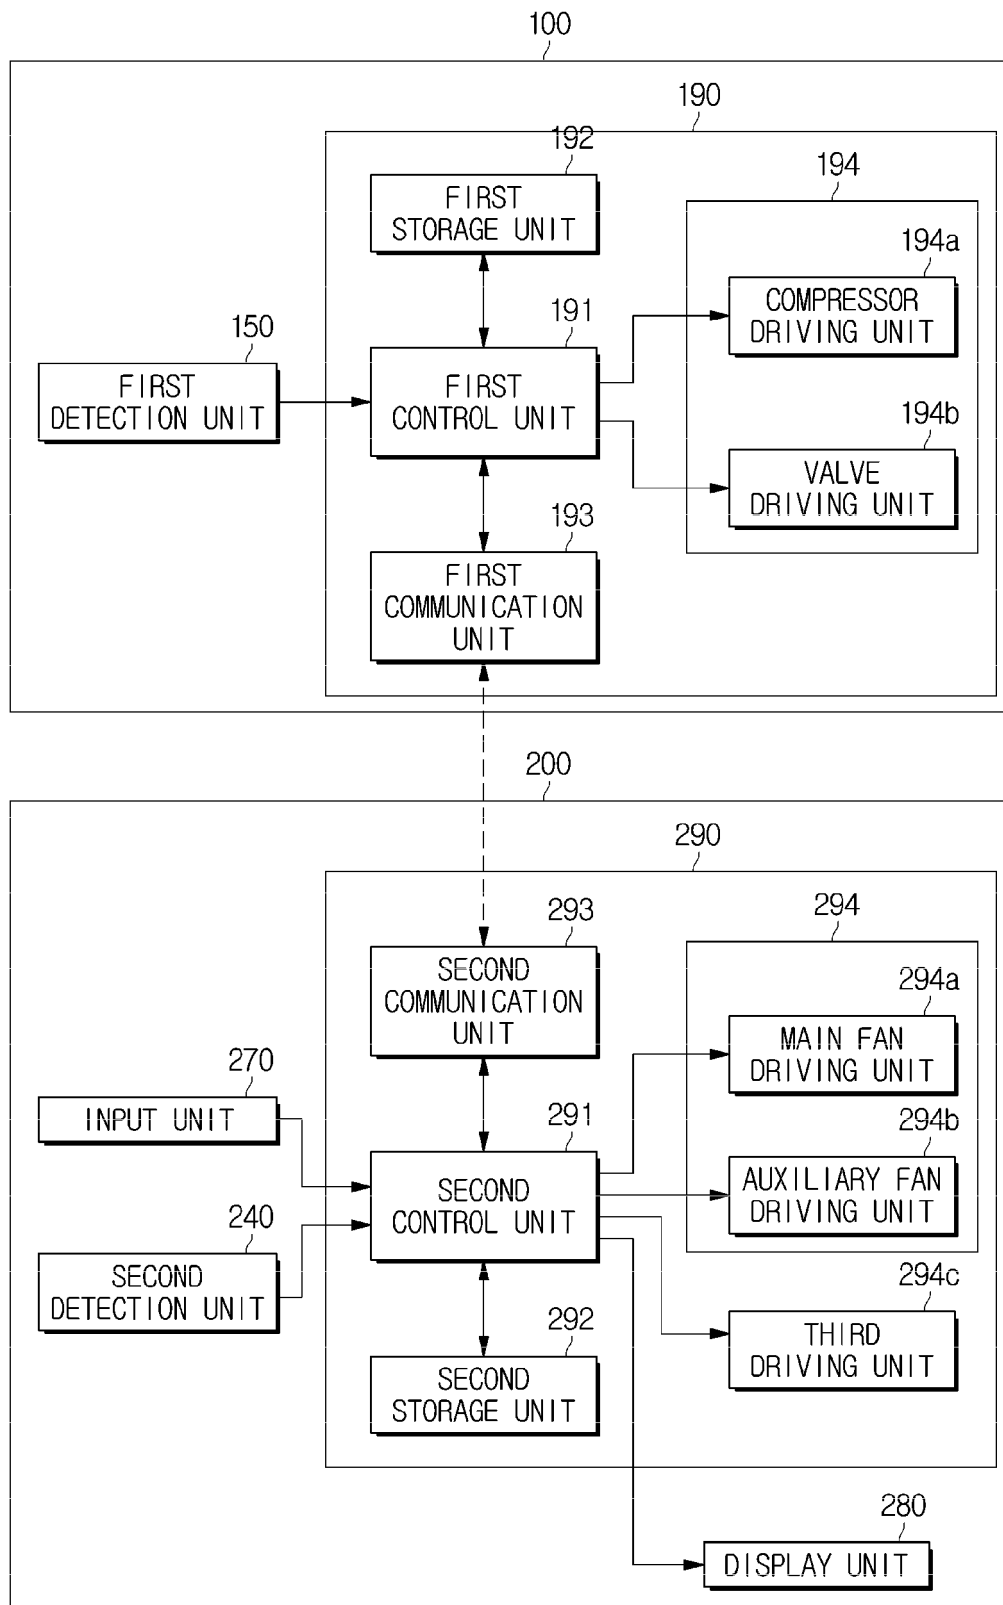 100
190
192
FIRST
STORAGE UNIT
194
194a
COMPRESSOR
DRIVING UNIT
150
FIRST
DETECTION UNIT
191
FIRST
CONTROL UNIT
194b
VALVE
DRIVING UNIT
193
FIRST
COMMUNICATION
UNIT
200
290
293
SECOND
COMMUNICATION
UNIT
294
294a
MAIN FAN
DRIVING UNIT
270
INPUT UNIT
291
SECOND
CONTROL UNIT
294b
AUXILIARY FAN
DRIVING UNIT
240
SECOND
DETECTION UNIT
292
SECOND
STORAGE UNIT
294c
THIRD
DRIVING UNIT
280
DISPLAY UNIT